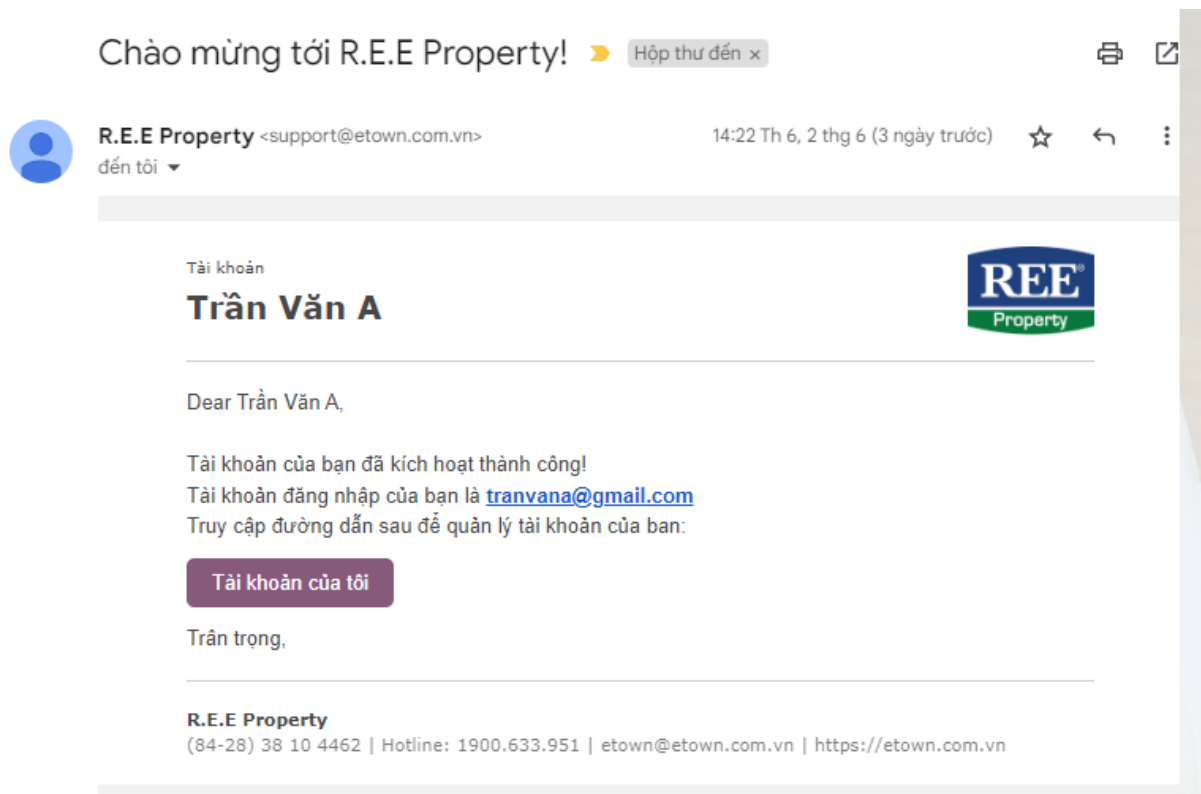 Chào mừng tới R.E.E Property! Hộp thư đến ×
R.E.E Property <support@etown.com.vn> 14:22 Th 6, 2 thg 6 (3 ngày trước)
đến tôi
Tài khoản
Trần Văn A
REE®
Property
Dear Trần Văn A,
Tài khoản của bạn đã kích hoạt thành công!
Tài khoản đăng nhập của bạn là tranvana@gmail.com
Truy cập đường dẫn sau để quản lý tài khoản của ban:
Tài khoản của tôi
Trân trọng,
R.E.E Property
(84-28) 38 10 4462 | Hotline: 1900.633.951 | etown@etown.com.vn | https://etown.com.vn